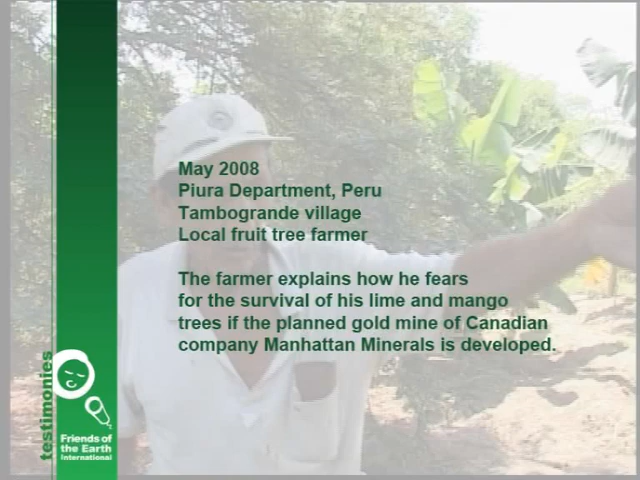 May 2008
Piura Department, Peru
Tambogrande village
Local fruit tree farmer
The farmer explains how he fears
for the survival of his lime and mango
trees if the planned gold mine of Canadian
company Manhattan Minerals is developed.
testimonies
Friends of
the Earth
International